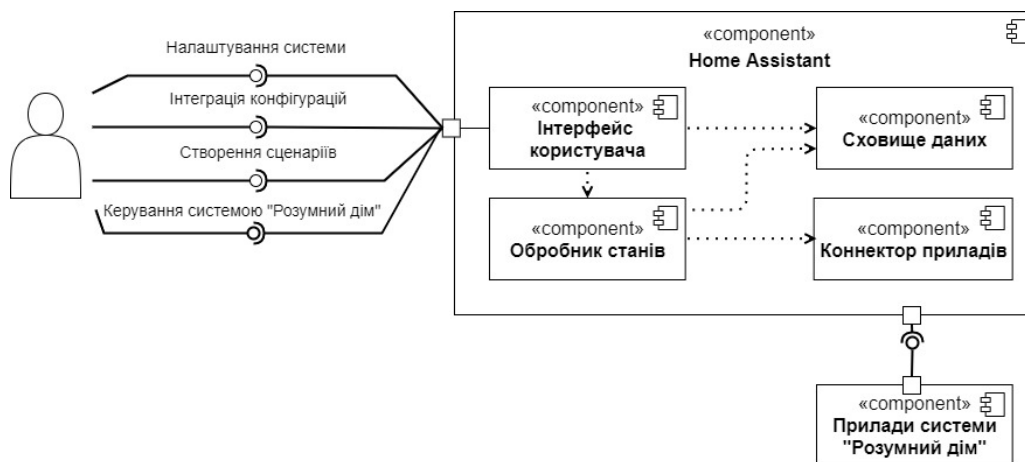 Налаштування системи
Інтеграція конфігурацій
Створення сценаріїв
Керування системою "Розумний дім"
«component»
Home Assistant
«component»
Інтерфейс
користувача
«component»
Сховище даних
«component»
Обробник станів
«component»
Коннектор приладів
«component»
Прилади системи
"Розумний дім"